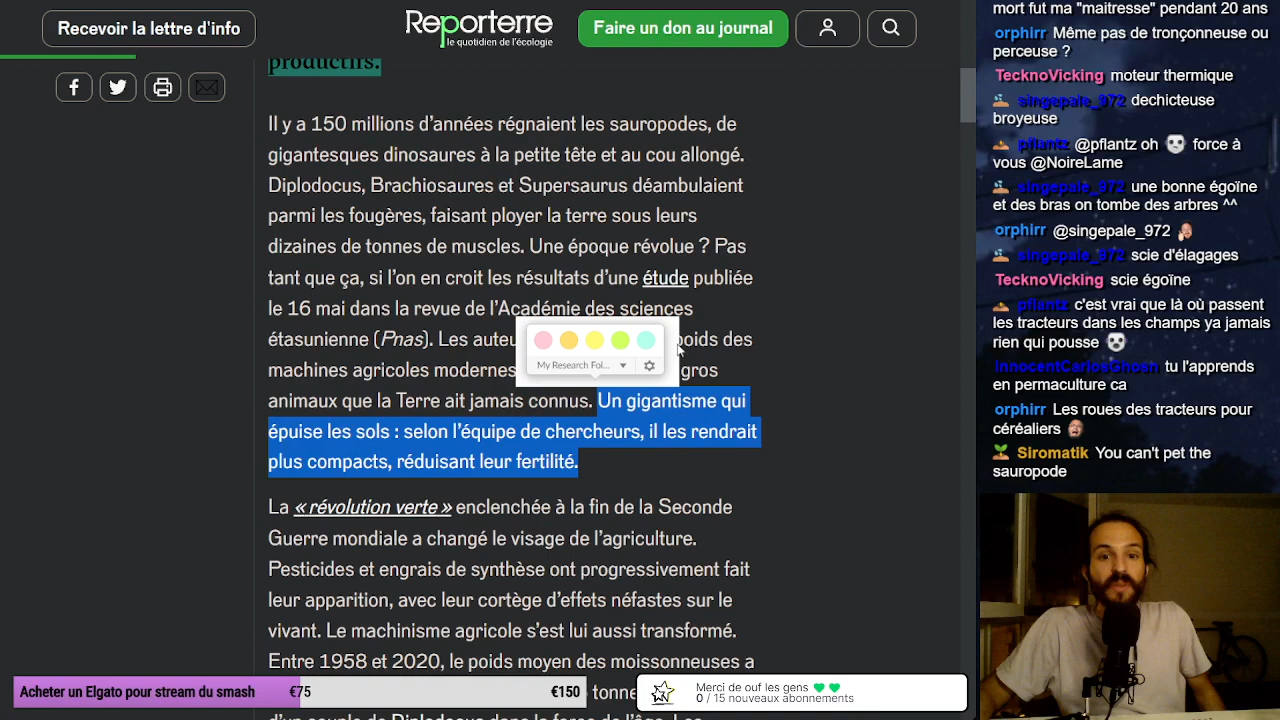 Recevoir la lettre d'info
Reporterre
le quotidien de l'écologie
Faire un don au journal
productifs.
Il y a 150 millions d'années régnaient les sauropodes, de
gigantesques dinosaures à la petite tête et au cou allongé.
Diplodocus, Brachiosaures et Supersaurus déambulaient
parmi les fougères, faisant ployer la terre sous leurs
dizaines de tonnes de muscles. Une époque révolue ? Pas
tant que ça, si l'on en croit les résultats d'une étude publiée
le 16 mai dans la revue de l'Académie des sciences
étasunienne (Pnas). Les auteu
poids des
machines agricoles modernes
gros
My Research Fol...
animaux que la Terre ait jamais connus. Un gigantisme qui
épuise les sols : selon l'équipe de chercheurs, il les rendrait
plus compacts, réduisant leur fertilité.
La « révolution verte » enclenchée à la fin de la Seconde
Guerre mondiale a changé le visage de l'agriculture.
Pesticides et engrais de synthèse ont progressivement fait
leur apparition, avec leur cortège d'effets néfastes sur le
vivant. Le machinisme agricole s'est lui aussi transformé.
Entre 1958 et 2020, le poids moyen des moissonneuses a
tonne
d'un couple de Diplodocus dans la force de l'âge. Les
Acheter un Elgato pour stream du smash
€75
€150
Merci de ouf les gens
0 / 15 nouveaux abonnements
mort fut ma "maitresse" pendant 20 ans
orphirr Même pas de tronçonneuse ou
perceuse ?
TecknoVicking moteur thermique
singepale_972 dechicteuse
broyeuse
pflantz @pflantz oh force à
vous @NoireLame
singepale_972 une bonne égoïne
et des bras on tombe des arbres ^^
orphirr @singepale_972
singepale_972 scie d'élagages
TecknoVicking scie égoïne
pflantz c'est vrai que là où passent
les tracteurs dans les champs ya jamais
rien qui pousse
InnocentCarlosGhosn tu l'apprends
en permaculture ca
orphirr Les roues des tracteurs pour
céréaliers
Siromatik You can't pet the
sauropode